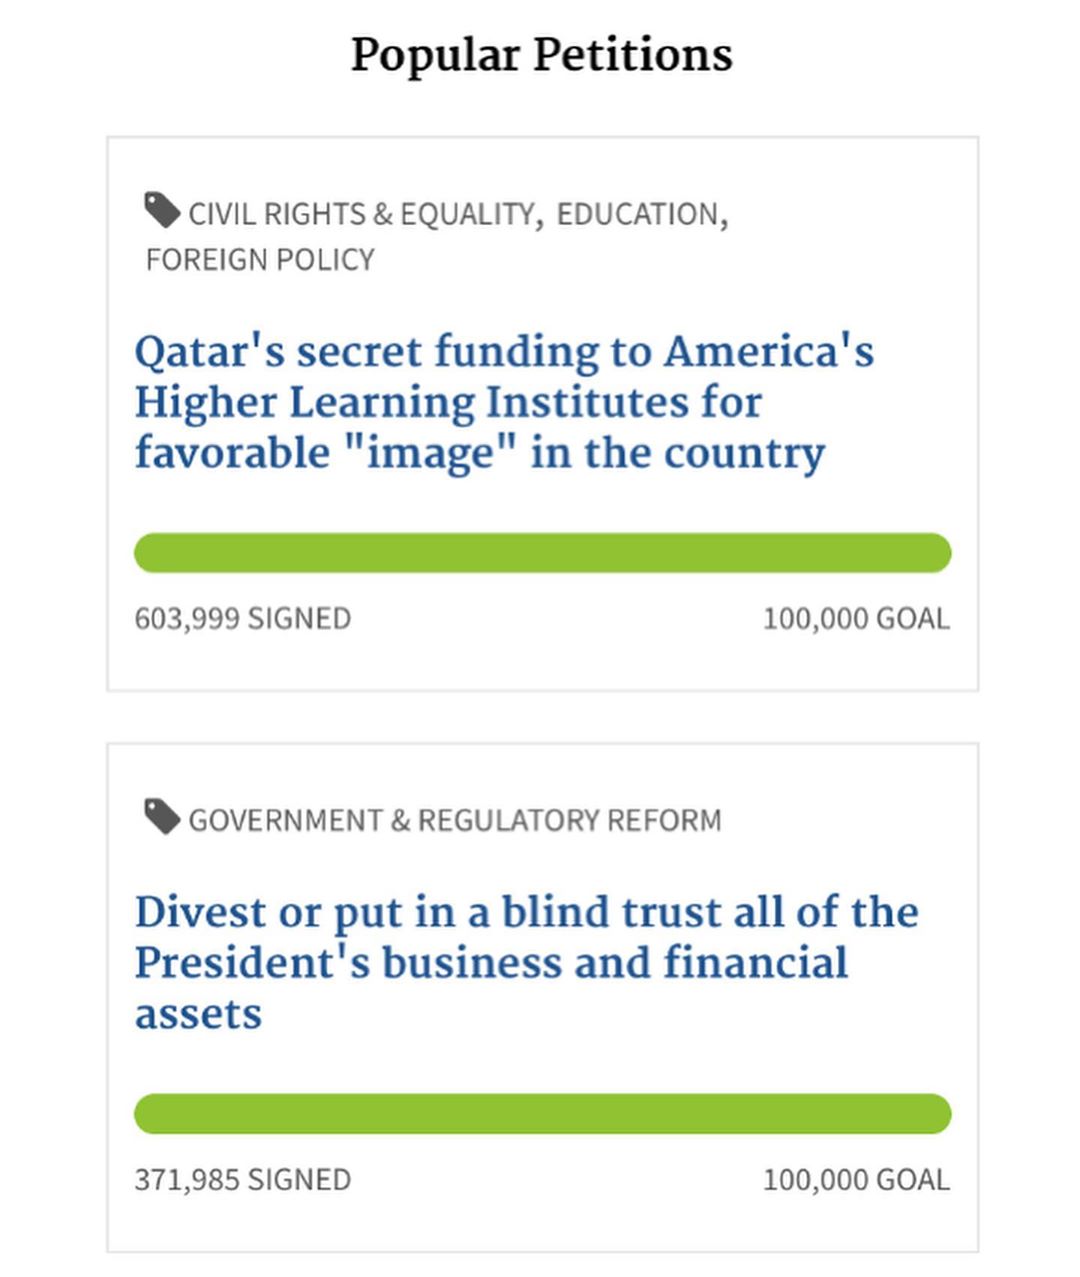 Popular Petitions
CIVIL RIGHTS & EQUALITY, EDUCATION,
FOREIGN POLICY
Qatar's secret funding to America's
Higher Learning Institutes for
favorable "image" in the country
603,999 SIGNED 100,000 GOAL
GOVERNMENT & REGULATORY REFORM
Divest or put in a blind trust all of the
President's business and financial
assets
371,985 SIGNED 100,000 GOAL